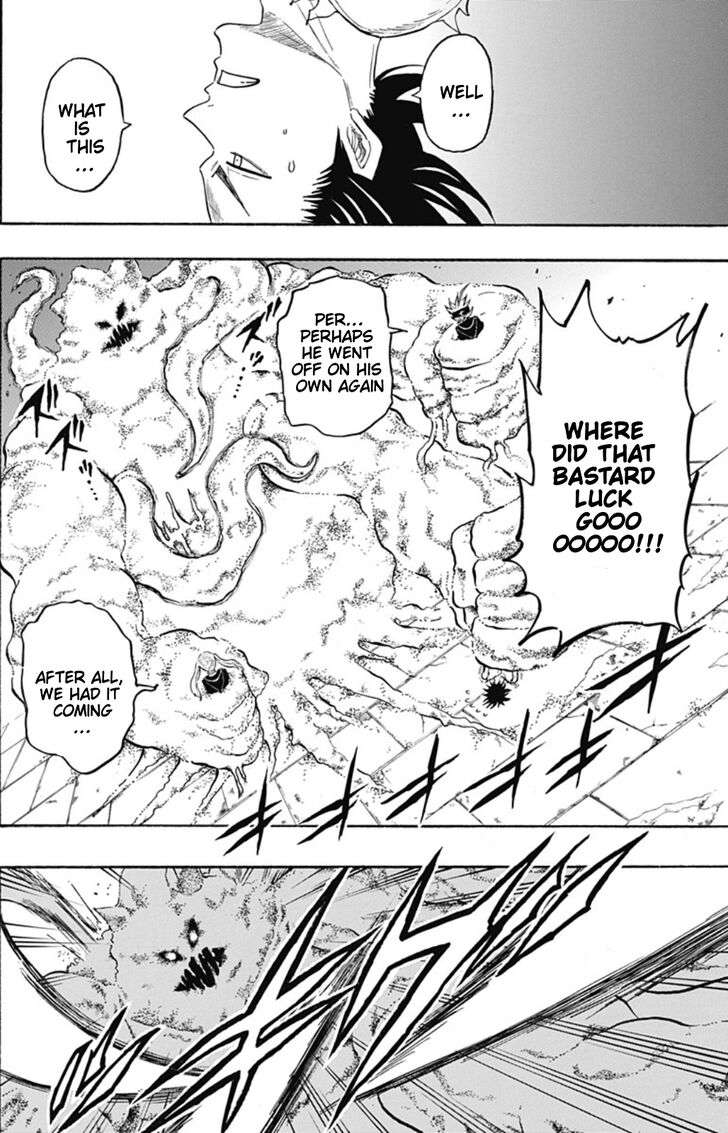 WELL
...
WHAT
IS
THIS
...
WHERE
DID THAT
BASTARD
LUCK
GOOO
OOOOO!!!
PER...
PERHAPS
HE WENT
OFF ON HIS
OWN AGAIN
AFTER ALL,
WE HAD IT
COMING
...